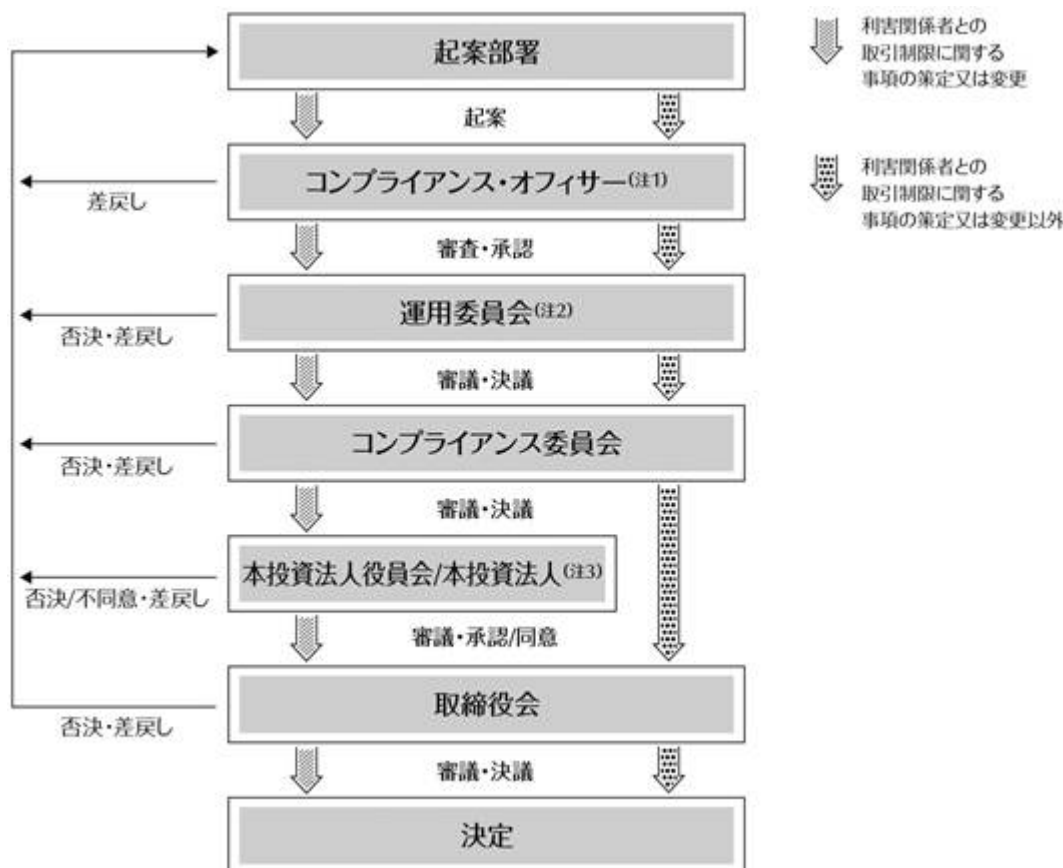 起案部署
利害関係者との
取引制限に関する
事項の策定又は変更
起案
利害関係者との
取引制限に関する
事項の策定又は変更以外
コンプライアンス・オフィサー(注1)
差戻し
審査・承認
運用委員会(注2)
否決・差戻し
審議・決議
コンプライアンス委員会
否決・差戻し
審議・決議
本投資法人役員会/本投資法人(注3)
否決/不同意・差戻し
審議・承認/同意
取締役会
否決・差戻し
審議・決議
決定